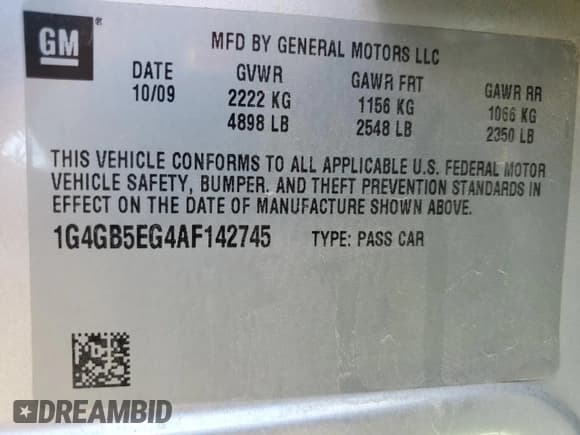 GM ®
MFD BY GENERAL MOTORS LLC
DATE GVWR GAWR FRT GAWR RR
10/09 2222 KG 1156 KG 1066 KG
4898 LB 2548 LB 2350 LB
THIS VEHICLE CONFORMS TO ALL APPLICABLE U.S. FEDERAL MOTOR
VEHICLE SAFETY, BUMPER, AND THEFT PREVENTION STANDARDS IN
EFFECT ON THE DATE OF MANUFACTURE SHOWN ABOVE.
1G4GB5EG4AF142745 TYPE: PASS CAR
DREAMBID